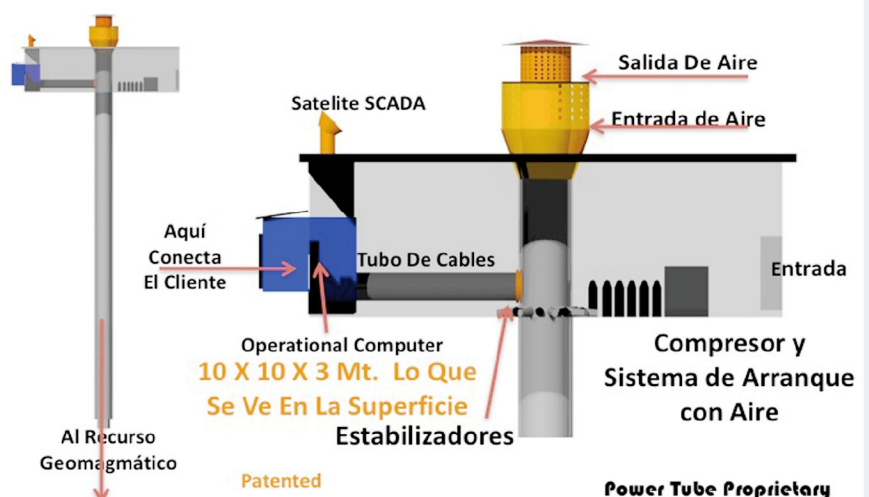 Salida De Aire
Satelite SCADA
Entrada de Aire
Aquí
Conecta
El Cliente
Tubo De Cables
Entrada
Operational Computer
10 X 10 X 3 Mt. Lo Que
Se Ve En La Superficie
Compresor y
Sistema de Arranque
con Aire
Estabilizadores
Al Recurso
Geomagmático
Patented
Power Tube Proprietary